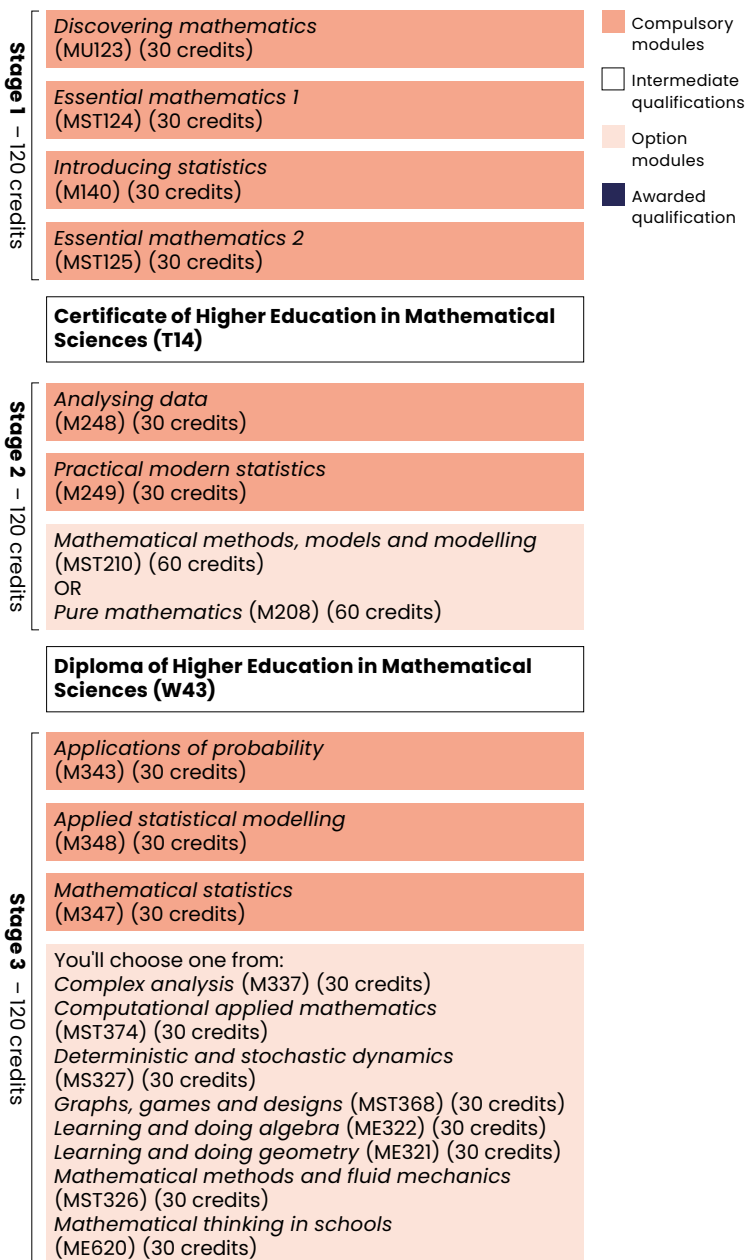 Stage 1 – 120 credits
Discovering mathematics
(MU123) (30 credits)
Essential mathematics 1
(MST124) (30 credits)
Introducing statistics
(M140) (30 credits)
Essential mathematics 2
(MST125) (30 credits)
Compulsory
modules
Intermediate
qualifications
Option
modules
Awarded
qualification
Certificate of Higher Education in Mathematical
Sciences (T14)
Stage 2 – 120 credits
Analysing data
(M248) (30 credits)
Practical modern statistics
(M249) (30 credits)
Mathematical methods, models and modelling
(MST210) (60 credits)
OR
Pure mathematics (M208) (60 credits)
Diploma of Higher Education in Mathematical
Sciences (W43)
Stage 3 – 120 credits
Applications of probability
(M343) (30 credits)
Applied statistical modelling
(M348) (30 credits)
Mathematical statistics
(M347) (30 credits)
You'll choose one from:
Complex analysis (M337) (30 credits)
Computational applied mathematics
(MST374) (30 credits)
Deterministic and stochastic dynamics
(MS327) (30 credits)
Graphs, games and designs (MST368) (30 credits)
Learning and doing algebra (ME322) (30 credits)
Learning and doing geometry (ME321) (30 credits)
Mathematical methods and fluid mechanics
(MST326) (30 credits)
Mathematical thinking in schools
(ME620) (30 credits)